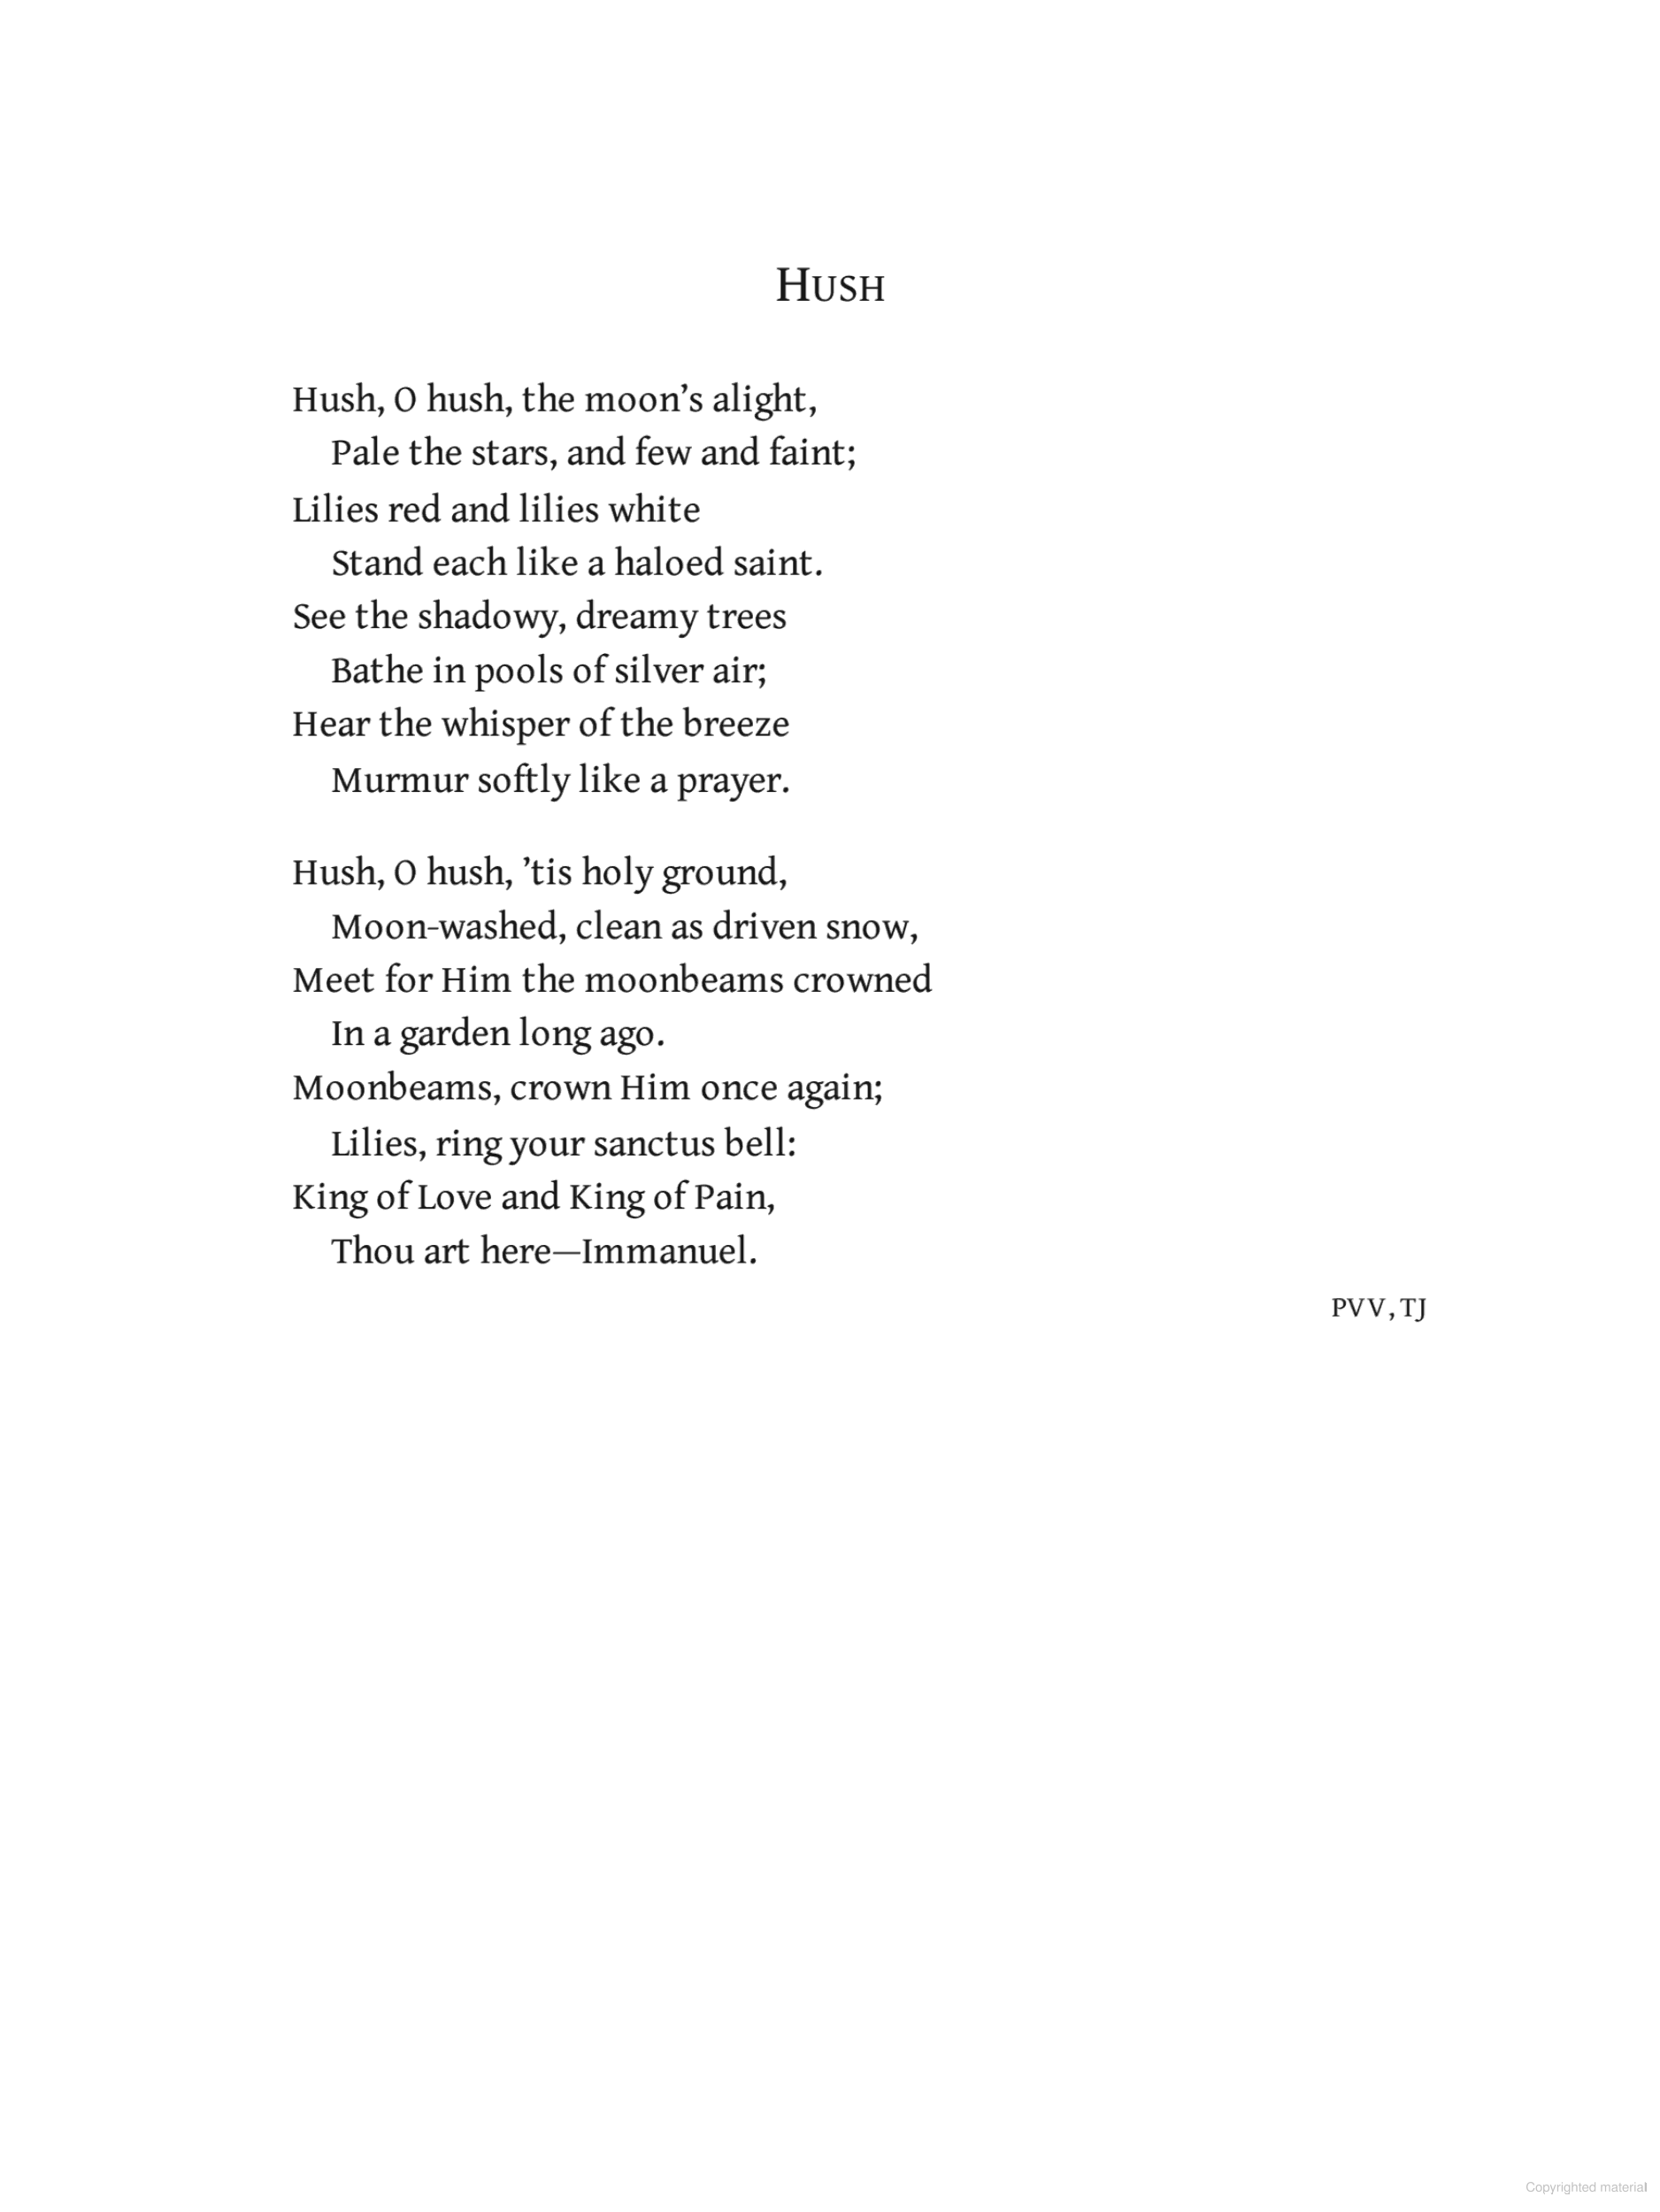 Hush
Hush, O hush, the moon’s alight,
Pale the stars, and few and faint;
Lilies red and lilies white
Stand each like a haloed saint.
See the shadowy, dreamy trees
Bathe in pools of silver air;
Hear the whisper of the breeze
Murmur softly like a prayer.
Hush, O hush, ’tis holy ground,
Moon-washed, clean as driven snow,
Meet for Him the moonbeams crowned
In a garden long ago.
Moonbeams, crown Him once again;
Lilies, ring your sanctus bell:
King of Love and King of Pain,
Thou art here—Immanuel.
PVV, TJ
Copyrighted material